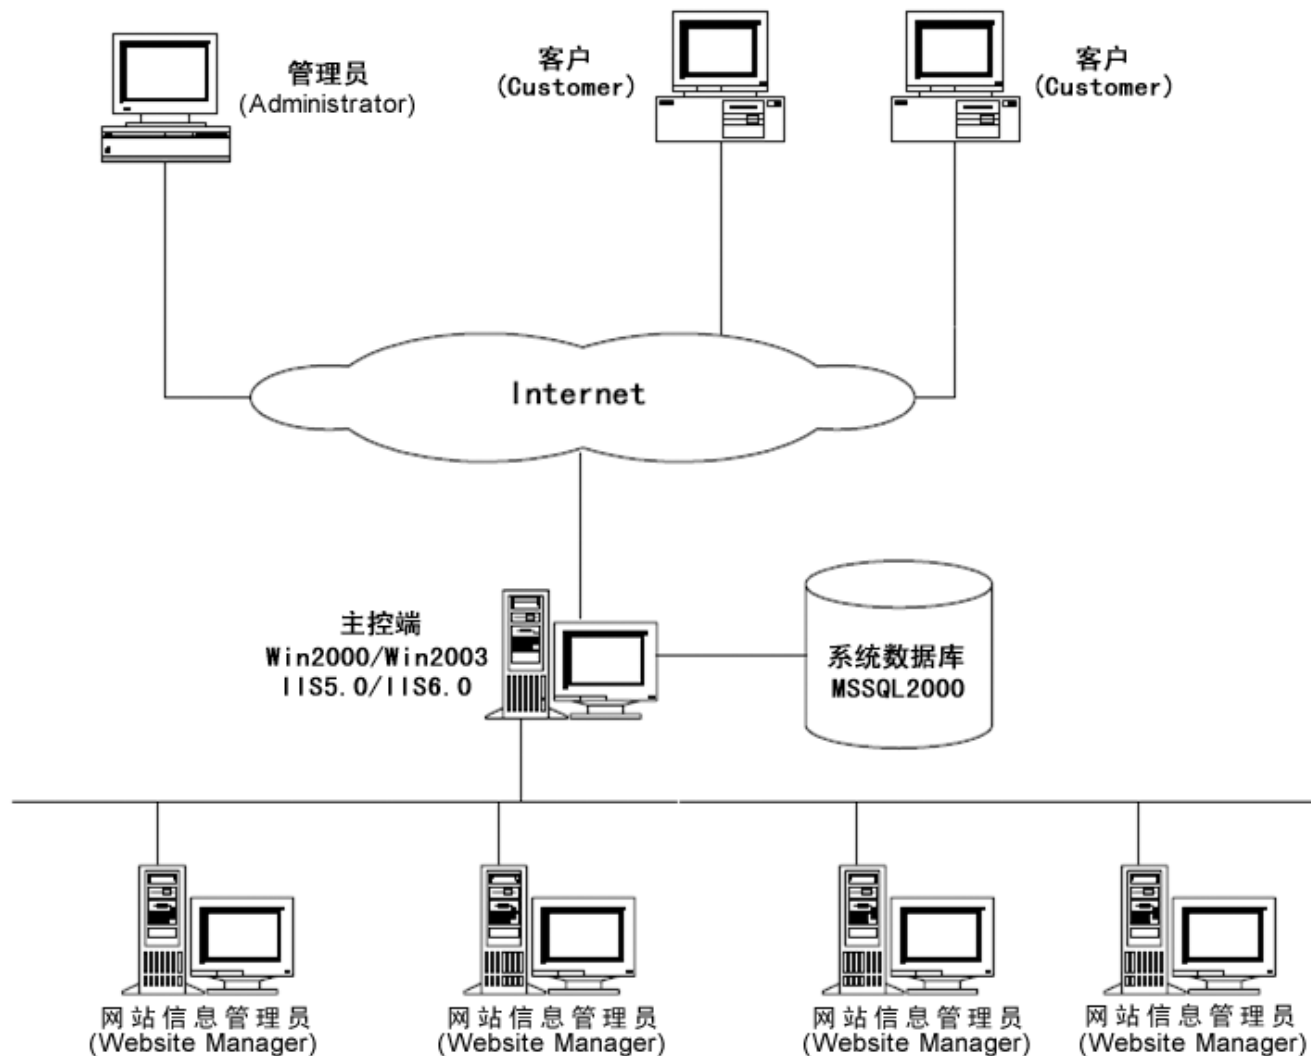 管理员
(Administrator)
客户
(Customer)
客户
(Customer)
Internet
主控端
Win2000/Win2003
IIS5.0/IIS6.0
系统数据库
MSSQL2000
网站信息管理员
(Website Manager)
网站信息管理员
(Website Manager)
网站信息管理员
(Website Manager)
网站信息管理员
(Website Manager)